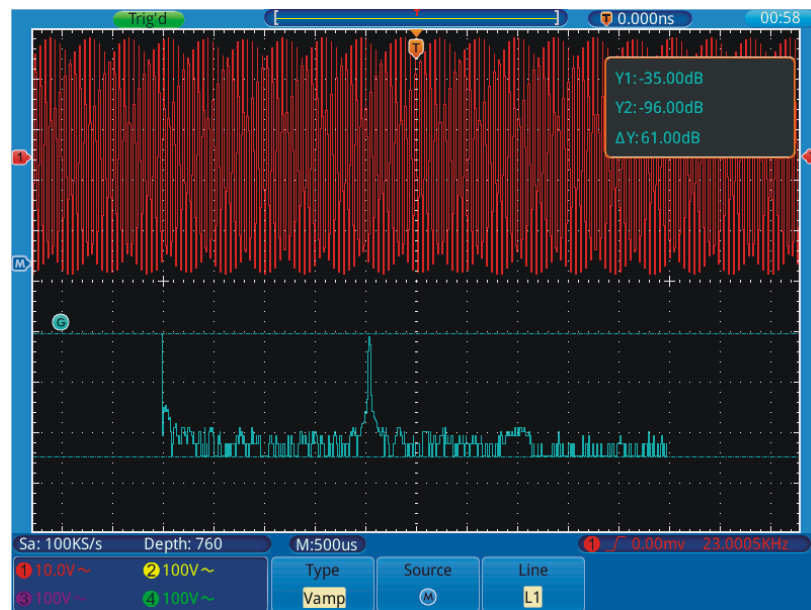 Trig'd
T 0.000ns
00:58
T
Y1:-35.00dB
Y2:-96.00dB
ΔY:61.00dB
1
M
G
Sa: 100KS/s Depth: 760 M:500us 1 0.00mv 23.0005KHz
1 10.0V~ 2 100V~
3 100V~ 4 100V~
Type Source Line
Vamp M L1